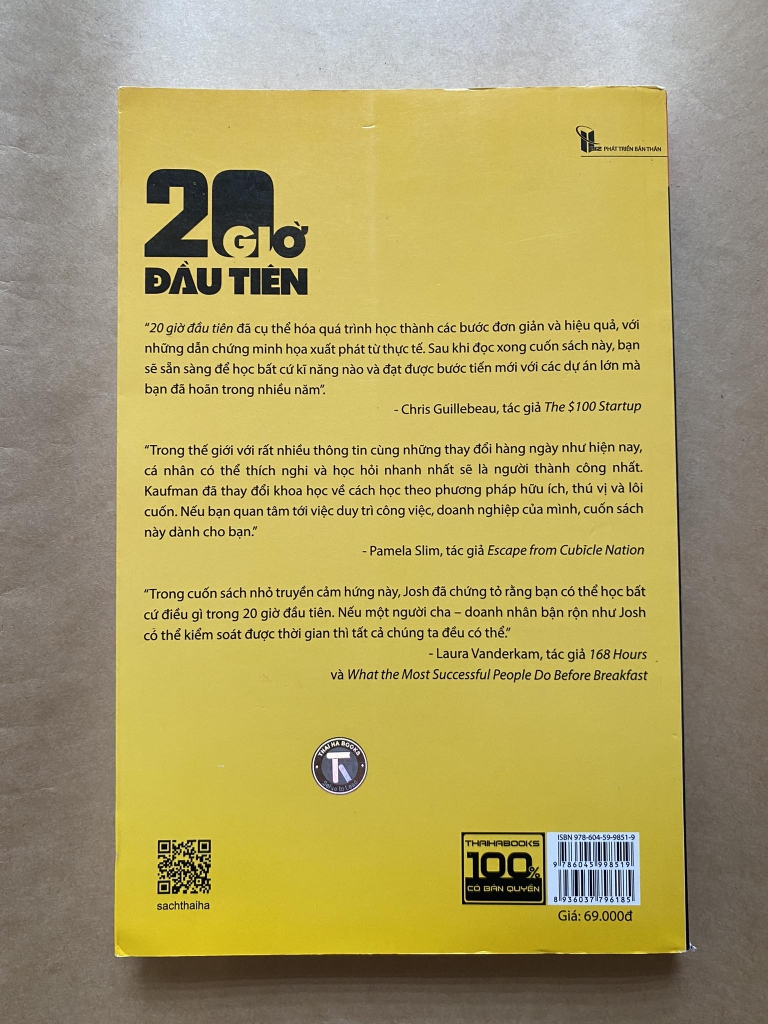 PHÁT TRIỂN BẢN THÂN
20 GIỜ
ĐẦU TIÊN
“20 giờ đầu tiên đã cụ thể hóa quá trình học thành các bước đơn giản và hiệu quả, với
những dẫn chứng minh họa xuất phát từ thực tế. Sau khi đọc xong cuốn sách này, bạn
sẽ sẵn sàng để học bất cứ kĩ năng nào và đạt được bước tiến mới với các dự án lớn mà
bạn đã hoãn trong nhiều năm”.
- Chris Guillebeau, tác giả The $100 Startup
“Trong thế giới với rất nhiều thông tin cùng những thay đổi hàng ngày như hiện nay,
cá nhân có thể thích nghi và học hỏi nhanh nhất sẽ là người thành công nhất.
Kaufman đã thay đổi khoa học về cách học theo phương pháp hữu ích, thú vị và lôi
cuốn. Nếu bạn quan tâm tới việc duy trì công việc, doanh nghiệp của mình, cuốn sách
này dành cho bạn.”
- Pamela Slim, tác giả Escape from Cubicle Nation
“Trong cuốn sách nhỏ truyền cảm hứng này, Josh đã chứng tỏ rằng bạn có thể học bất
cứ điều gì trong 20 giờ đầu tiên. Nếu một người cha – doanh nhân bận rộn như Josh
có thể kiểm soát được thời gian thì tất cả chúng ta đều có thể.”
- Laura Vanderkam, tác giả 168 Hours
và What the Most Successful People Do Before Breakfast
THAI HA BOOKS
sachthaiha
THAIHABOOKS
100%
CÓ BẢN QUYỀN
ISBN 978-604-59-9851-9
9 786045 998519
8 936037 796185
Giá: 69.000đ